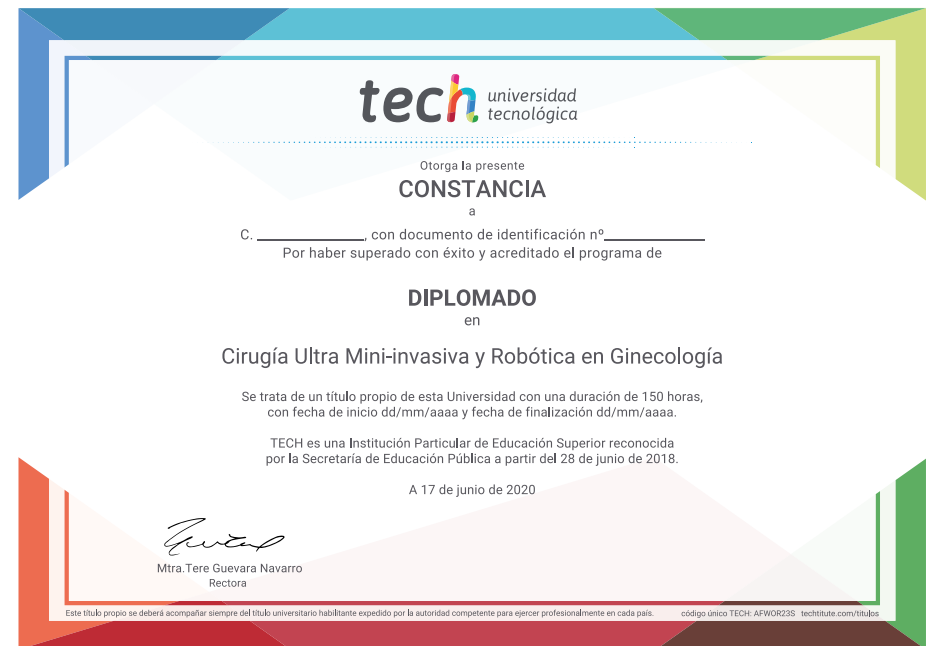 tech universidad
tecnológica
Otorga la presente
CONSTANCIA
a
C. ______________, con documento de identificación nº_____________
Por haber superado con éxito y acreditado el programa de
DIPLOMADO
en
Cirugía Ultra Mini-invasiva y Robótica en Ginecología
Se trata de un título propio de esta Universidad con una duración de 150 horas,
con fecha de inicio dd/mm/aaaa y fecha de finalización dd/mm/aaaa.
TECH es una Institución Particular de Educación Superior reconocida
por la Secretaría de Educación Pública a partir del 28 de junio de 2018.
A 17 de junio de 2020
Mtra.Tere Guevara Navarro
Rectora
Este título propio se deberá acompañar siempre del título universitario habilitante expedido por la autoridad competente para ejercer profesionalmente en cada país. código único TECH: AFWOR23S techtitute.com/titulos